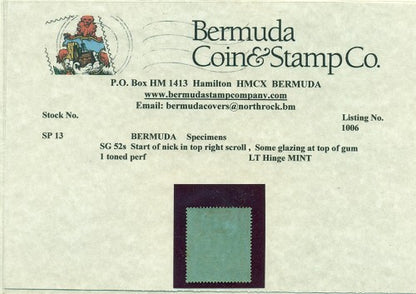 Bermuda
Coin&Stamp Co.
P.O. Box HM 1413 Hamilton HMCX BERMUDA
www.bermudastampcompany.com
Email: bermudacovers@northrock.bm
Stock No.
Listing No.
1006
SP 13 BERMUDA Specimens
SG 52s Start of nick in top right scroll , Some glazing at top of gum
1 toned perf LT Hinge MINT